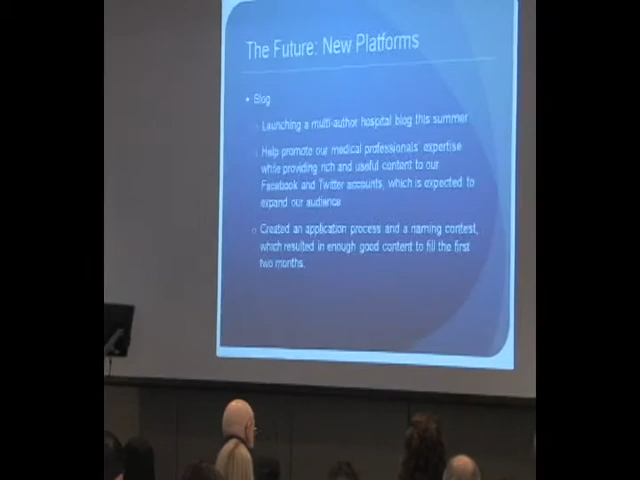 The Future: New Platforms
• Blog
○ Launching a multi-author hospital blog this summer
○ Help promote our medical professionals' expertise
while providing rich and useful content to our
Facebook and Twitter accounts, which is expected to
expand our audience
○ Created an application process and a naming contest,
which resulted in enough good content to fill the first
two months.